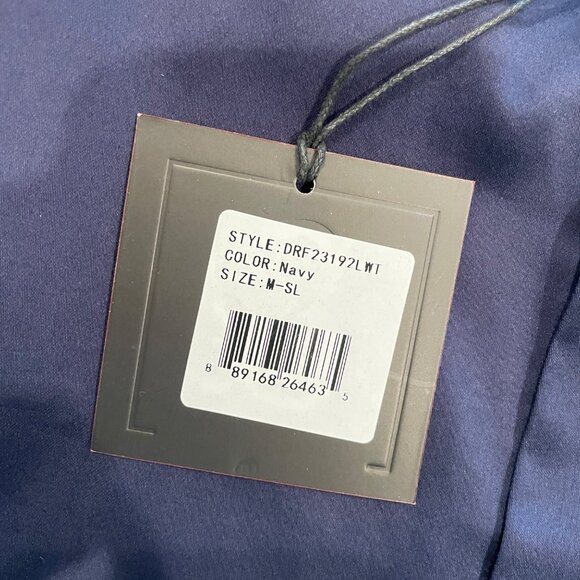 STYLE:DRF23192LWT
COLOR:Navy
SIZE:M-SL
8 89168 26463 5